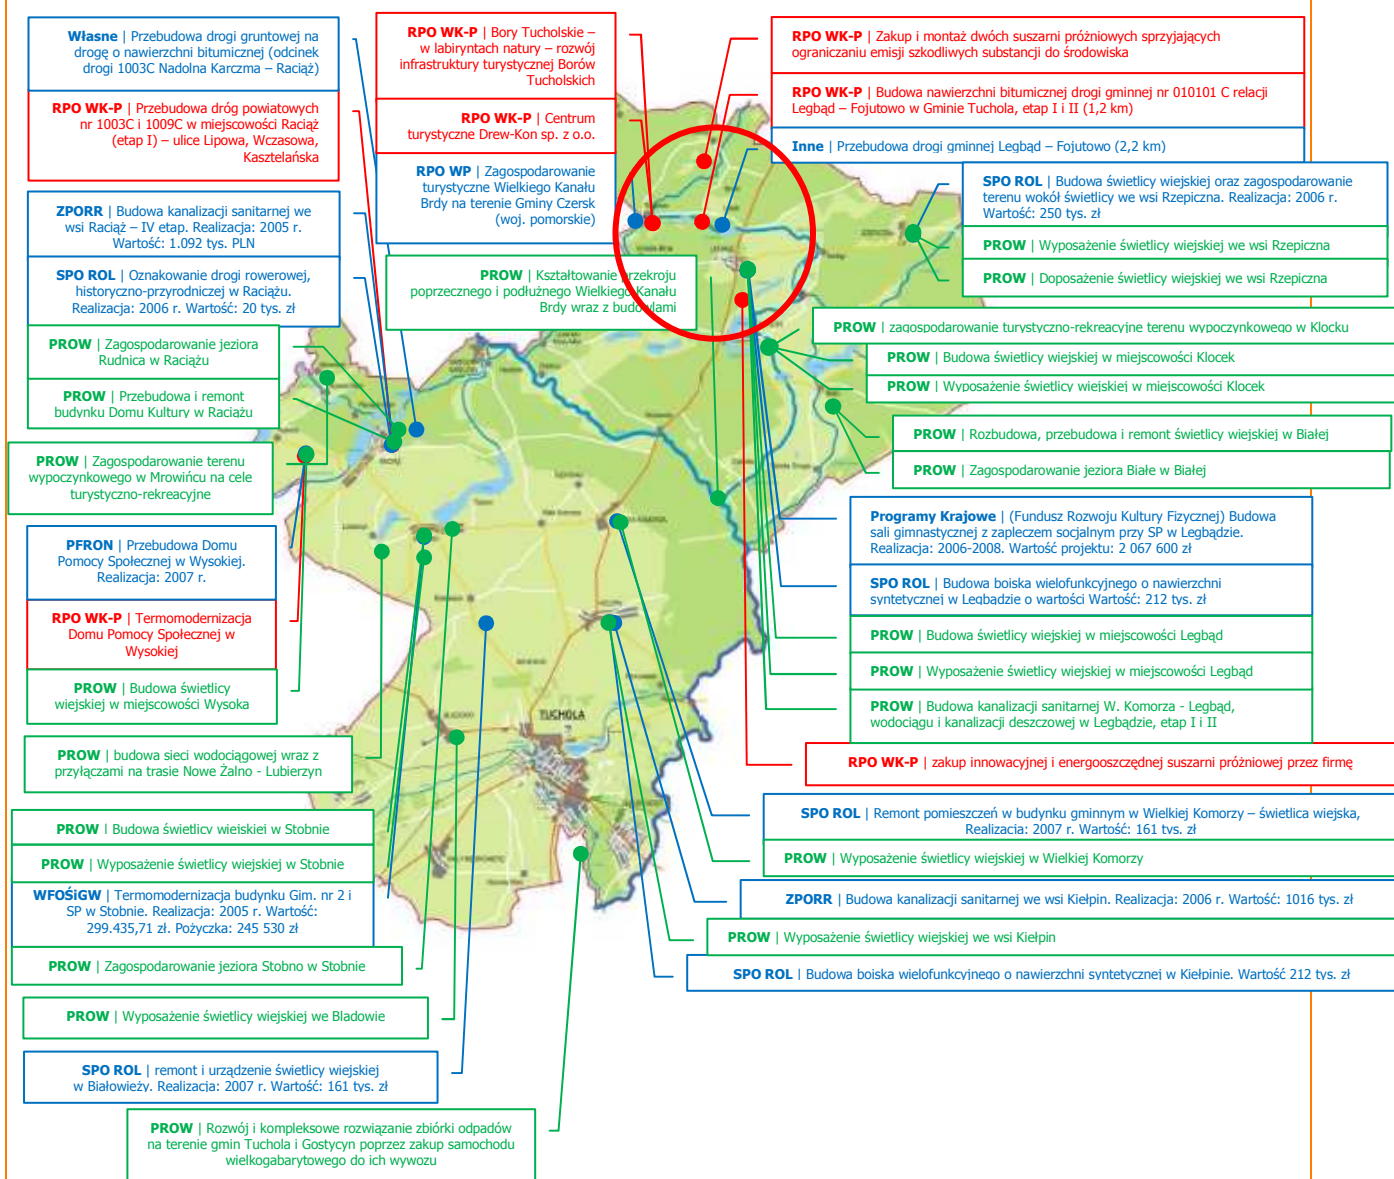 Własne | Przebudowa drogi gruntowej na
drogę o nawierzchni bitumicznej (odcinek
drogi 1003C Nadolna Karczma – Raciąż)
RPO WK-P | Przebudowa dróg powiatowych
nr 1003C i 1009C w miejscowości Raciąż
(etap I) – ulice Lipowa, Wczasowa,
Kasztelańska
ZPORR | Budowa kanalizacji sanitarnej we
wsi Raciąż – IV etap. Realizacja: 2005 r.
Wartość: 1.092 tys. PLN
SPO ROL | Oznakowanie drogi rowerowej,
historyczno-przyrodniczej w Raciążu.
Realizacja: 2006 r. Wartość: 20 tys. zł
PROW | Zagospodarowanie jeziora
Rudnica w Raciążu
PROW | Przebudowa i remont
budynku Domu Kultury w Raciążu
PROW | Zagospodarowanie terenu
wypoczynkowego w Mrowińcu na cele
turystyczno-rekreacyjne
PFRON | Przebudowa Domu
Pomocy Społecznej w Wysokiej.
Realizacja: 2007 r.
RPO WK-P | Termomodernizacja
Domu Pomocy Społecznej w
Wysokiej
PROW | Budowa świetlicy
wiejskiej w miejscowości Wysoka
PROW | budowa sieci wodociągowej wraz z
przyłączami na trasie Nowe Żalno - Lubierzyn
PROW | Budowa świetlicy wiejskiej w Stobnie
PROW | Wyposażenie świetlicy wiejskiej w Stobnie
WFOŚiGW | Termomodernizacja budynku Gim. nr 2 i
SP w Stobnie. Realizacja: 2005 r. Wartość:
299.435,71 zł. Pożyczka: 245 530 zł
PROW | Zagospodarowanie jeziora Stobno w Stobnie
PROW | Wyposażenie świetlicy wiejskiej we Bladowie
SPO ROL | remont i urządzenie świetlicy wiejskiej
w Białowieży. Realizacja: 2007 r. Wartość: 161 tys. zł
PROW | Rozwój i kompleksowe rozwiązanie zbiórki odpadów
na terenie gmin Tuchola i Gostycyn poprzez zakup samochodu
wielkogabarytowego do ich wywozu
RPO WK-P | Bory Tucholskie –
w labiryntach natury – rozwój
infrastruktury turystycznej Borów
Tucholskich
RPO WK-P | Centrum
turystyczne Drew-Kon sp. z o.o.
RPO WP | Zagospodarowanie
turystyczne Wielkiego Kanału
Brdy na terenie Gminy Czersk
(woj. pomorskie)
PROW | Kształtowanie przekroju
poprzecznego i podłużnego Wielkiego Kanału
Brdy wraz z budowlami
TUCHOLA
RPO WK-P | Zakup i montaż dwóch suszarni próżniowych sprzyjających
ograniczaniu emisji szkodliwych substancji do środowiska
RPO WK-P | Budowa nawierzchni bitumicznej drogi gminnej nr 010101 C relacji
Legbąd – Fojutowo w Gminie Tuchola, etap I i II (1,2 km)
Inne | Przebudowa drogi gminnej Legbąd – Fojutowo (2,2 km)
SPO ROL | Budowa świetlicy wiejskiej oraz zagospodarowanie
terenu wokół świetlicy we wsi Rzepiczna. Realizacja: 2006 r.
Wartość: 250 tys. zł
PROW | Wyposażenie świetlicy wiejskiej we wsi Rzepiczna
PROW | Doposażenie świetlicy wiejskiej we wsi Rzepiczna
PROW | zagospodarowanie turystyczno-rekreacyjne terenu wypoczynkowego w Klocku
PROW | Budowa świetlicy wiejskiej w miejscowości Klocek
PROW | Wyposażenie świetlicy wiejskiej w miejscowości Klocek
PROW | Rozbudowa, przebudowa i remont świetlicy wiejskiej w Białej
PROW | Zagospodarowanie jeziora Białe w Białej
Programy Krajowe | (Fundusz Rozwoju Kultury Fizycznej) Budowa
sali gimnastycznej z zapleczem socjalnym przy SP w Legbądzie.
Realizacja: 2006-2008. Wartość projektu: 2 067 600 zł
SPO ROL | Budowa boiska wielofunkcyjnego o nawierzchni
syntetycznej w Legbądzie o wartości Wartość: 212 tys. zł
PROW | Budowa świetlicy wiejskiej w miejscowości Legbąd
PROW | Wyposażenie świetlicy wiejskiej w miejscowości Legbąd
PROW | Budowa kanalizacji sanitarnej W. Komorza - Legbąd,
wodociągu i kanalizacji deszczowej w Legbądzie, etap I i II
RPO WK-P | zakup innowacyjnej i energooszczędnej suszarni próżniowej przez firmę
SPO ROL | Remont pomieszczeń w budynku gminnym w Wielkiej Komorzy – świetlica wiejska,
Realizacja: 2007 r. Wartość: 161 tys. zł
PROW | Wyposażenie świetlicy wiejskiej w Wielkiej Komorzy
ZPORR | Budowa kanalizacji sanitarnej we wsi Kiełpin. Realizacja: 2006 r. Wartość: 1016 tys. zł
PROW | Wyposażenie świetlicy wiejskiej we wsi Kiełpin
SPO ROL | Budowa boiska wielofunkcyjnego o nawierzchni syntetycznej w Kiełpinie. Wartość 212 tys. zł